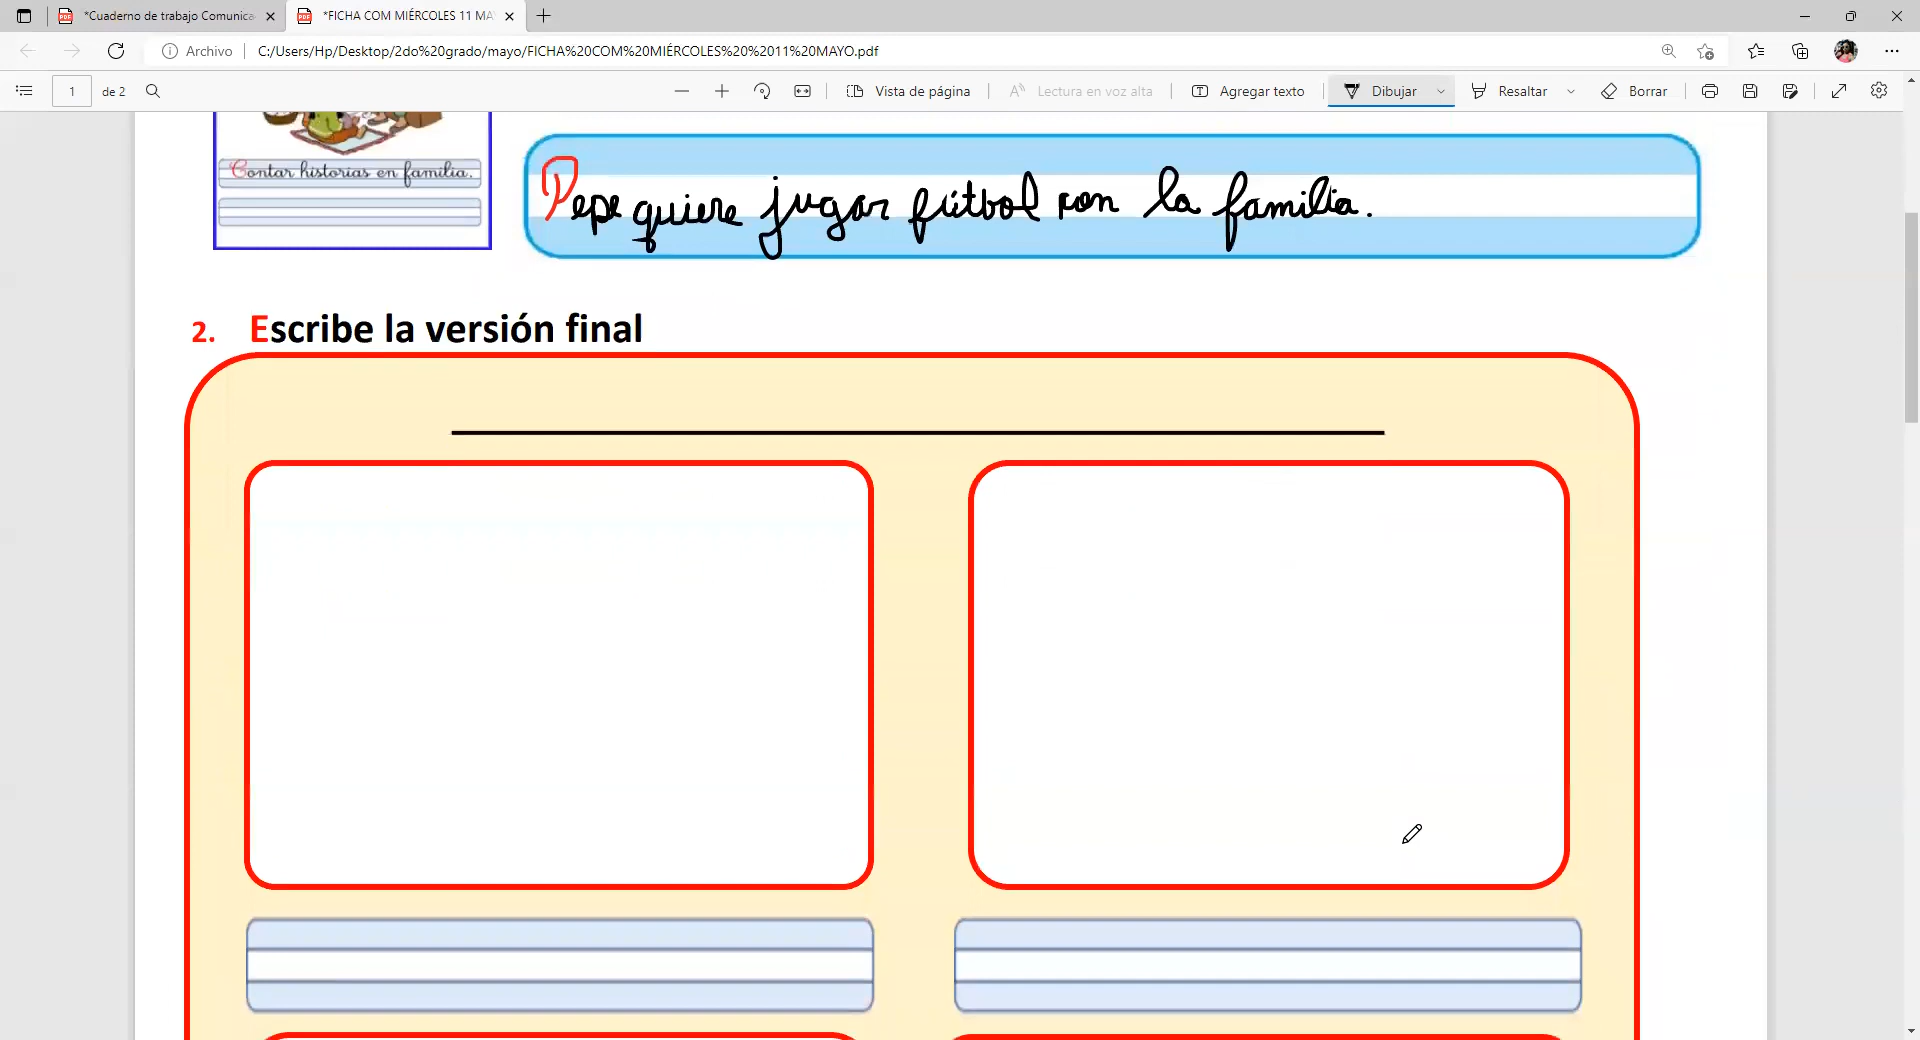 *Cuaderno de trabajo Comunica
*FICHA COM MIÉRCOLES 11 MA
Archivo
C:/Users/Hp/Desktop/2do%20grado/mayo/FICHA%20COM%20MIÉRCOLES%20%2011%20MAYO.pdf
1 de 2
Vista de página
Lectura en voz alta
Agregar texto
Dibujar
Resaltar
Borrar
Contar historias en familia.
Pepe quiere jugar fútbol con la familia.
2. Escribe la versión final